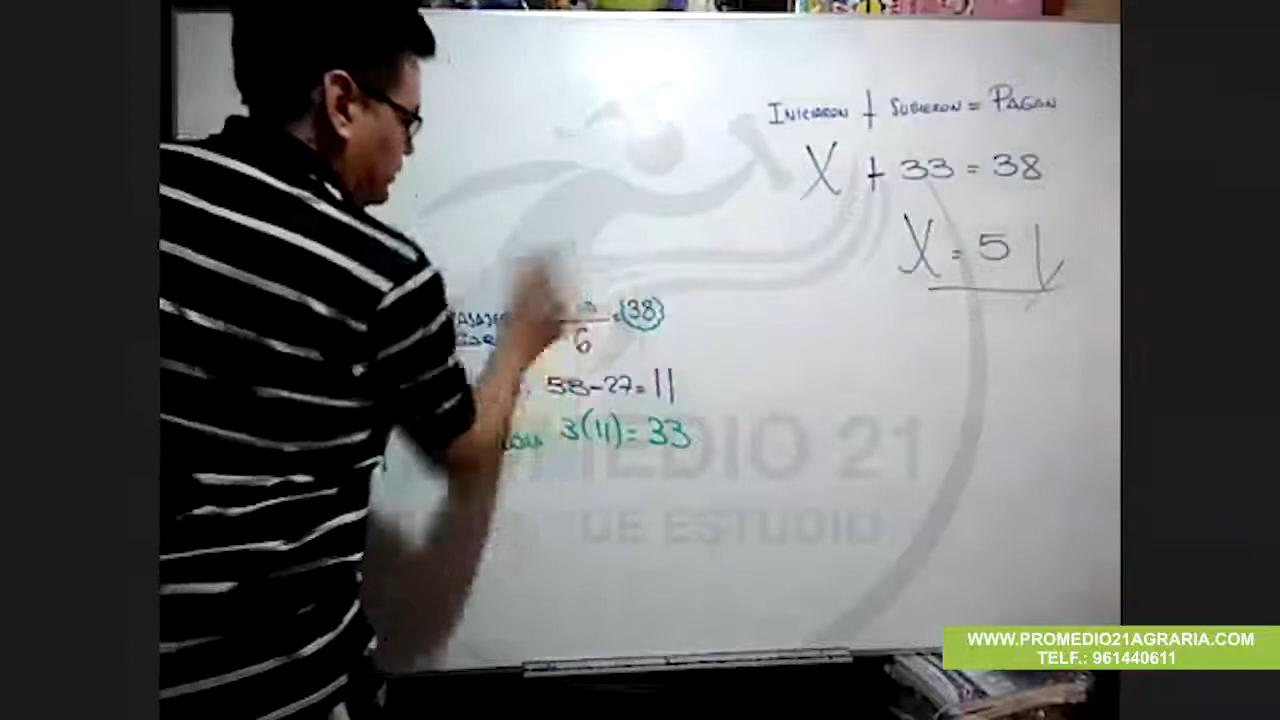 INICIARON + SUBIERON = PAGAN
X + 33 = 38
X = 5
6
= 38
38-27 = 11
3(11) = 33
PROMEDIO 21
DE ESTUDIO
WWW.PROMEDIO21AGRARIA.COM
TELF.: 961440611